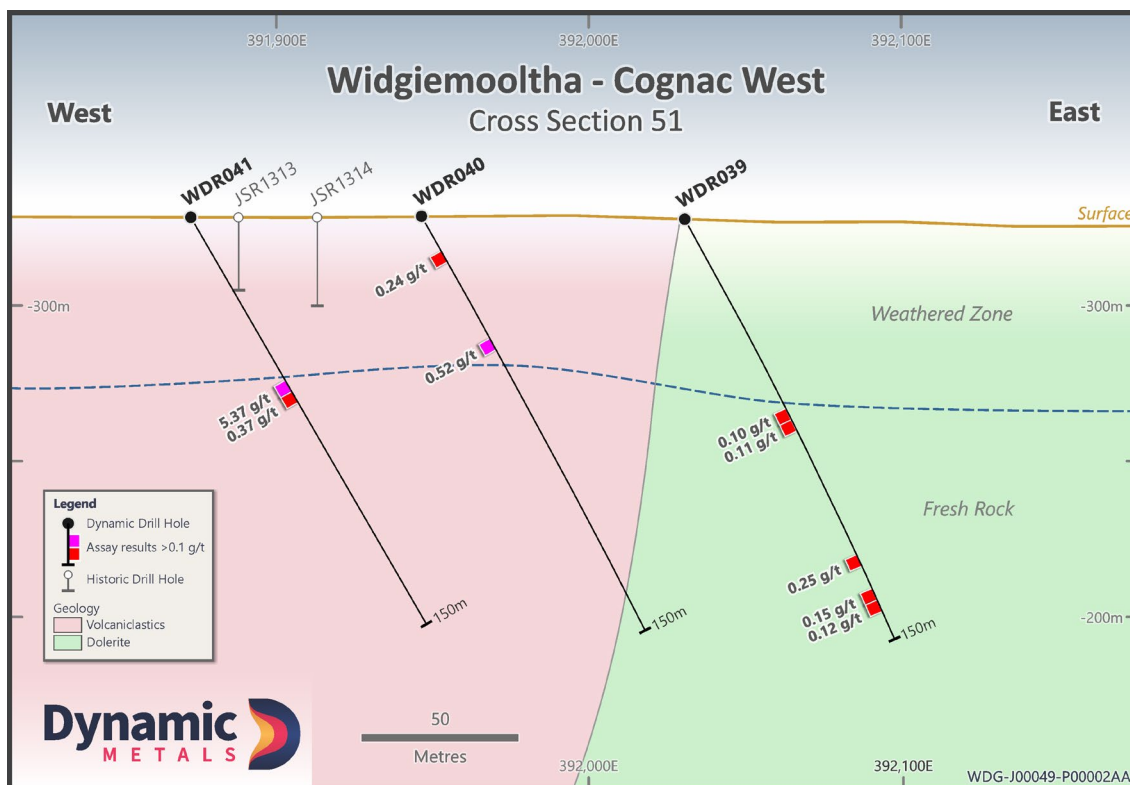 391,900E
392,000E
392,100E
Widgiemooltha - Cognac West
Cross Section 51
West
East
WDR041
JSR1313
JSR1314
WDR040
WDR039
Surface
0.24 g/t
-300m
Weathered Zone
-300m
0.52 g/t
5.37 g/t
0.37 g/t
0.10 g/t
0.11 g/t
Legend
Dynamic Drill Hole
Assay results >0.1 g/t
Historic Drill Hole
Geology
Volcaniclastics
Dolerite
Fresh Rock
0.25 g/t
0.15 g/t
0.12 g/t
150m
150m
150m
-200m
Dynamic
METALS
50
Metres
392,000E
392,100E
WDG-J00049-P00002AA